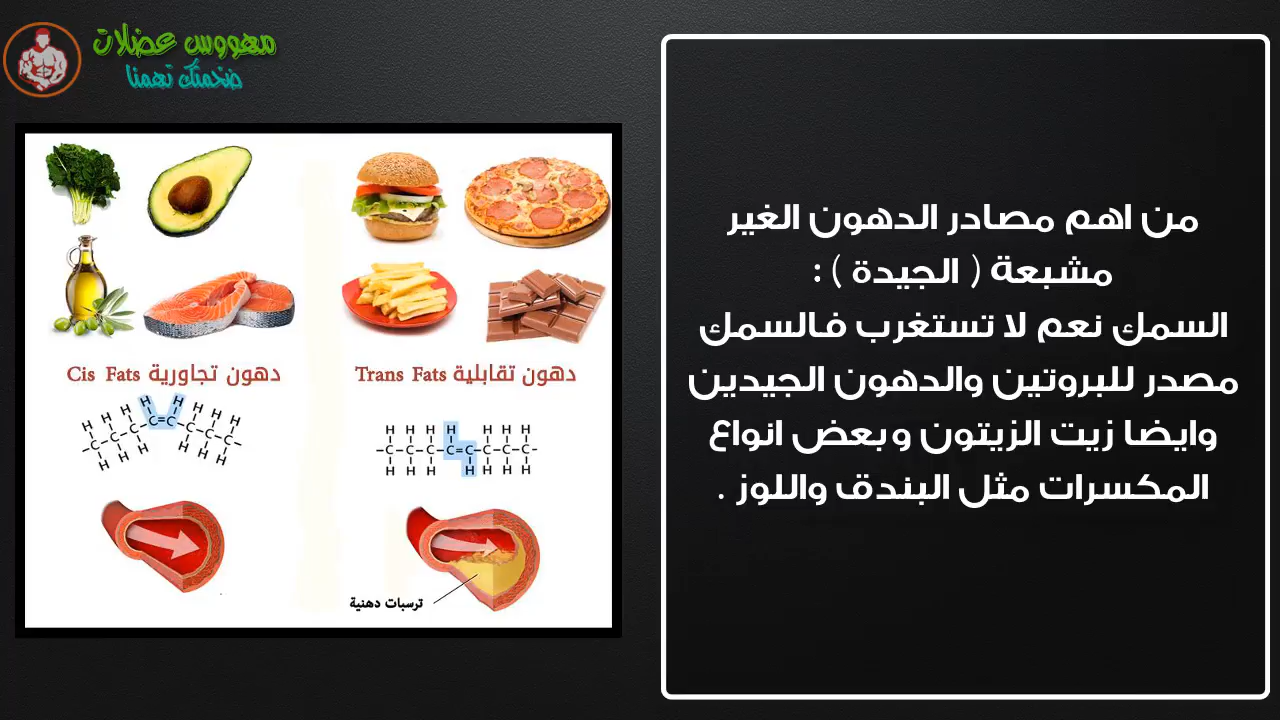 مهووس عضلات
ضخمتك تهمنا
من اهم مصادر الدهون الغير
مشبعة ( الجيدة ) :
السمك نعم لا تستغرب فالسمك
مصدر للبروتين والدهون الجيدين
وايضا زيت الزيتون وبعض انواع
المكسرات مثل البندق واللوز .
دهون تجاورية Cis Fats
دهون تقابلية Trans Fats
H H H H H H H H
C C C C=C C C C
H H H H H H
H H H H H H H
C-C-C-C=C-C-C-C
H H H H H H H
ترسبات دهنية